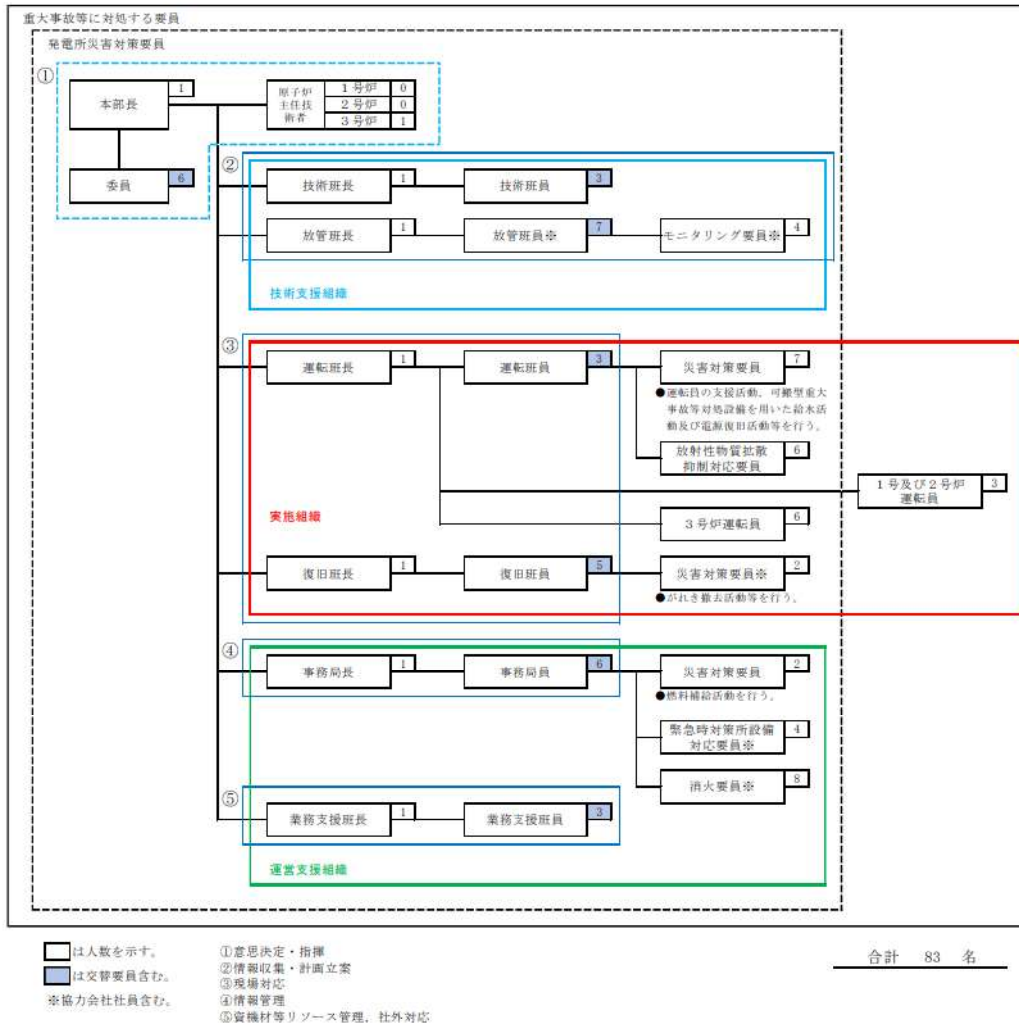 重大事故等に対処する要員
発電所災害対策要員
①
本部長
1
原子炉
主任技
術者
1号炉 0
2号炉 0
3号炉 1
委員
6
②
技術班長
1
技術班員
3
放管班長
1
放管班員※
7
モニタリング要員※
4
技術支援組織
③
運転班長
1
運転班員
3
災害対策要員
7
●運転員の支援活動、可搬型重大
事故等対処設備を用いた給水活
動及び電源復旧活動等を行う。
放射性物質拡散
抑制対応要員
6
1号及び2号炉
運転員
3
実施組織
3号炉運転員
6
復旧班長
1
復旧班員
5
災害対策要員※
2
●がれき撤去活動等を行う。
④
事務局長
1
事務局員
6
災害対策要員
2
●燃料補給活動を行う。
緊急時対策所設備
対応要員※
4
消火要員※
8
⑤
業務支援班長
1
業務支援班員
3
運営支援組織
は人数を示す。
は交替要員含む。
※協力会社社員含む。
①意思決定・指揮
②情報収集・計画立案
③現場対応
④情報管理
⑤資機材等リソース管理、社外対応
合計 83 名